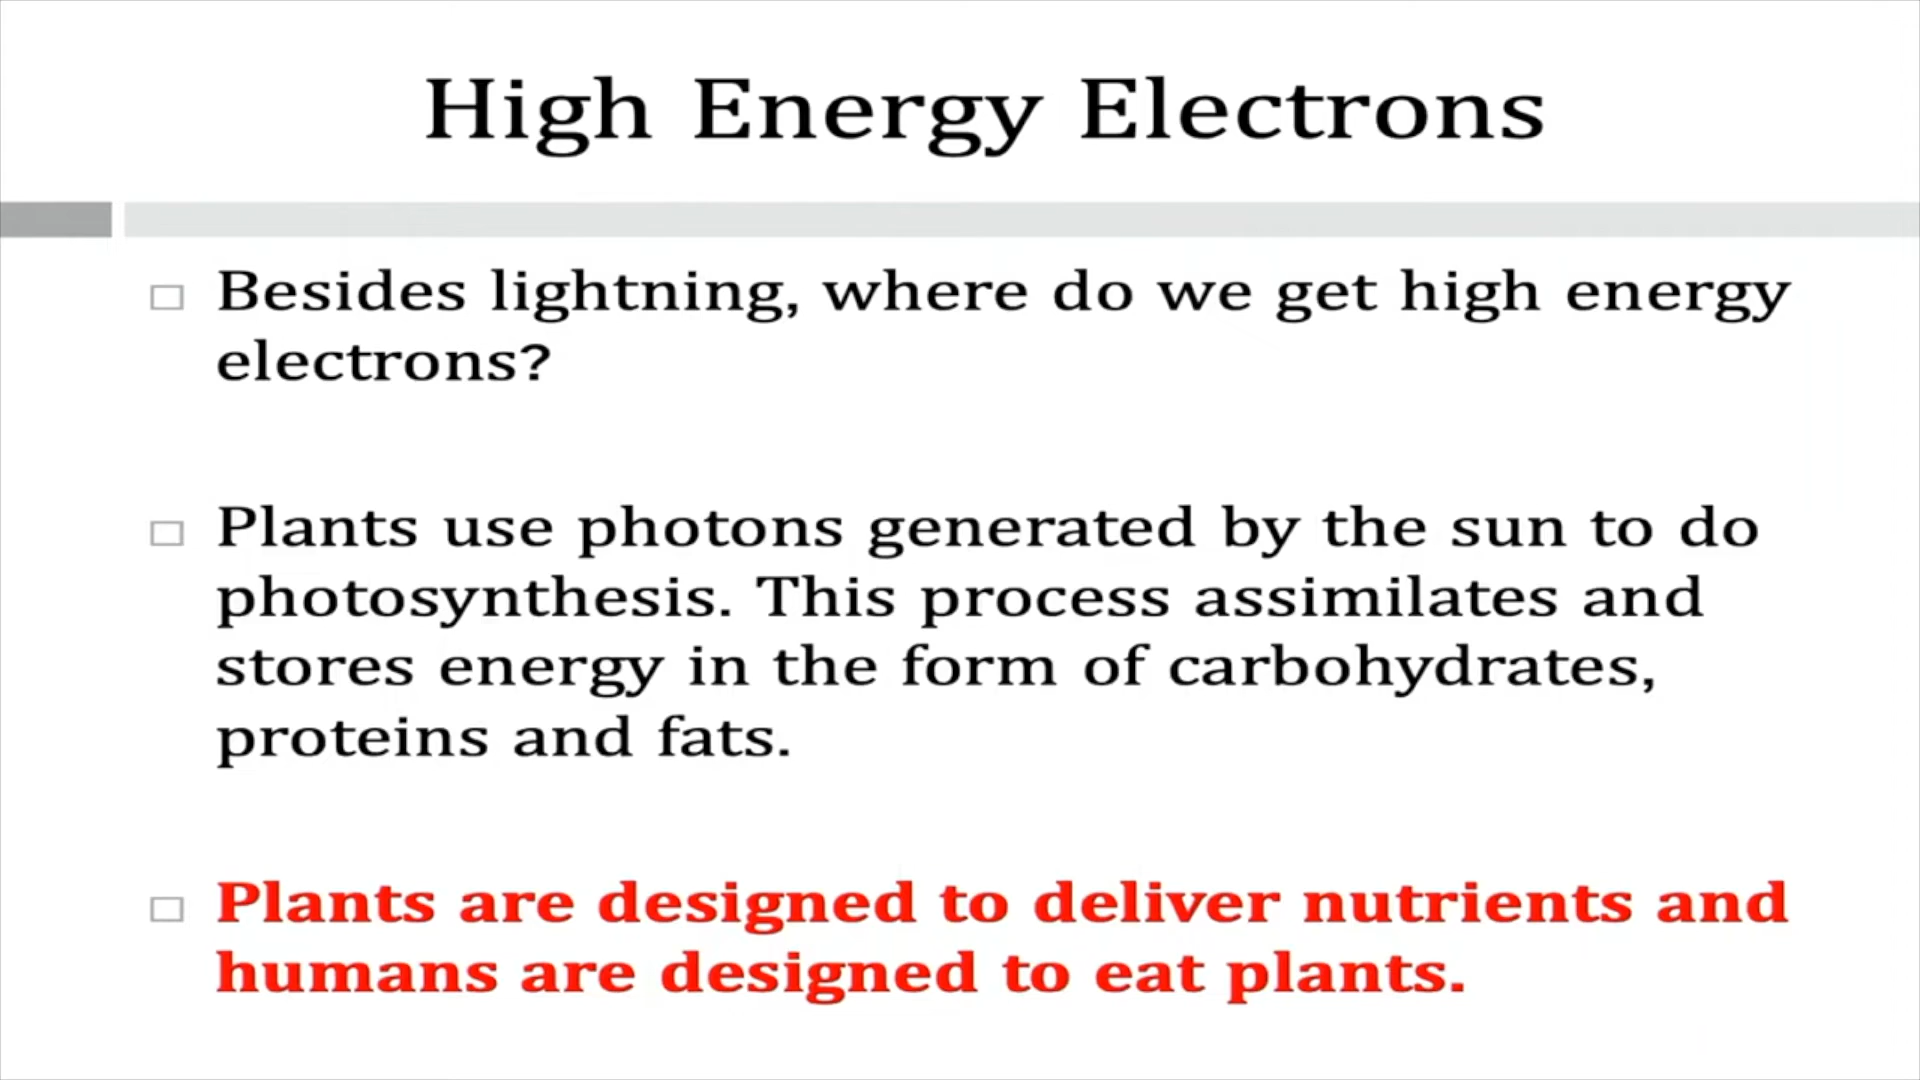 High Energy Electrons
Besides lightning, where do we get high energy
electrons?
Plants use photons generated by the sun to do
photosynthesis. This process assimilates and
stores energy in the form of carbohydrates,
proteins and fats.
Plants are designed to deliver nutrients and
humans are designed to eat plants.